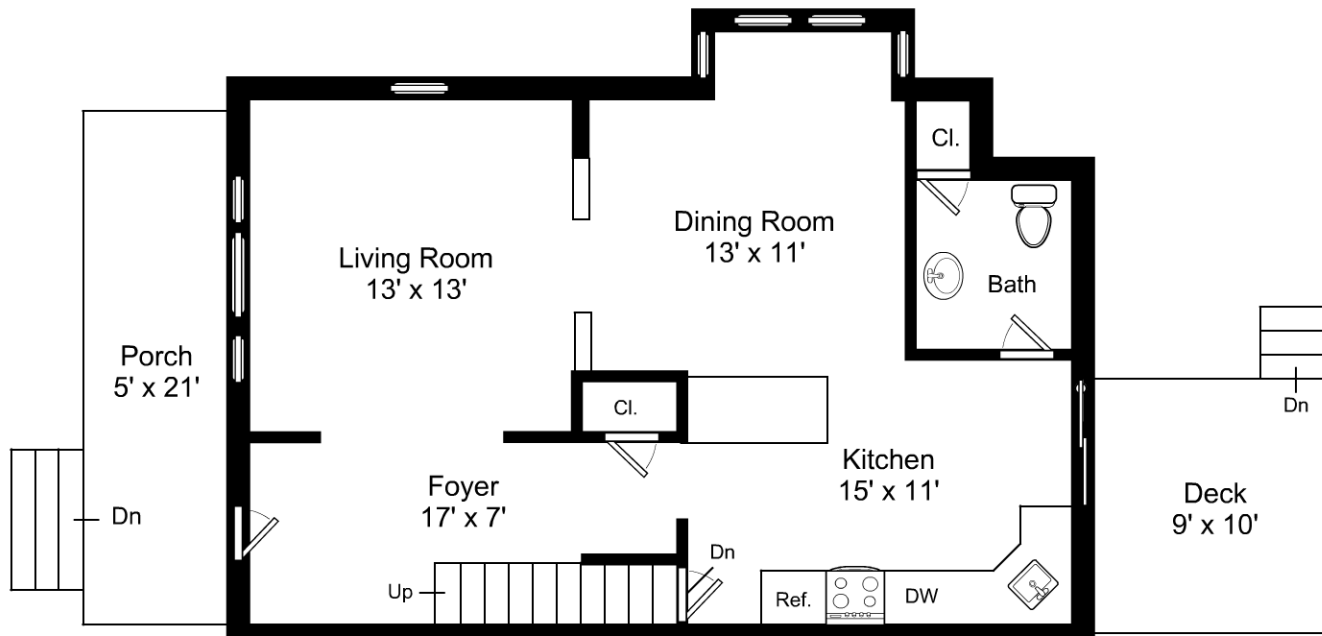 Cl.
Dining Room
13' x 11'
Living Room
13' x 13'
Bath
Porch
5' x 21'
Cl.
Dn
Kitchen
15' x 11'
Foyer
17' x 7'
Deck
9' x 10'
Dn
Dn
Up
Ref.
DW